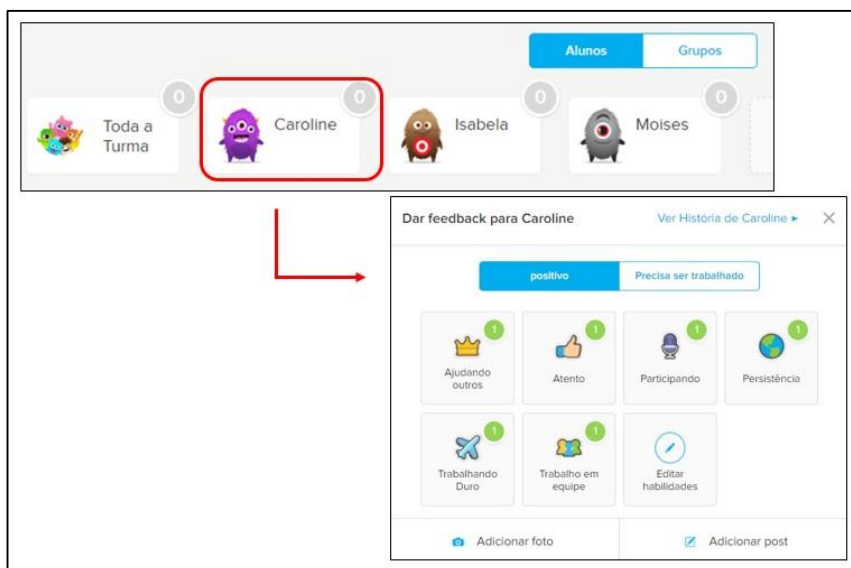 Alunos Grupos
0 0 0 0
Toda a
Turma
Caroline
Isabela
Moises
Dar feedback para Caroline
Ver História de Caroline ▸ ×
positivo Precisa ser trabalhado
1 1 1 1
Ajudando
outros
Atento
Participando
Persistência
1 1
Trabalhando
Duro
Trabalho em
equipe
Editar
habilidades
Adicionar foto
Adicionar post